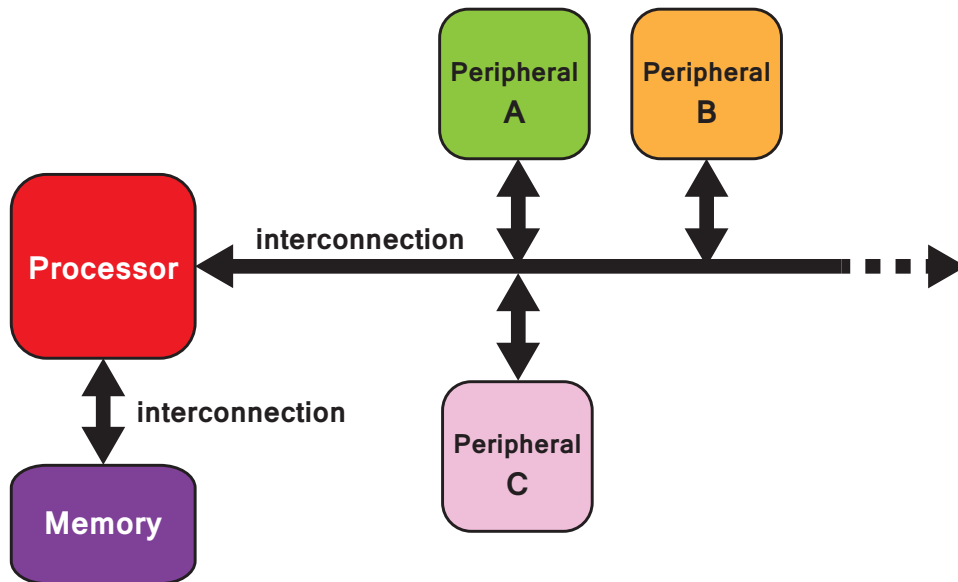 Peripheral
A
Peripheral
B
interconnection
Processor
interconnection
Peripheral
C
Memory